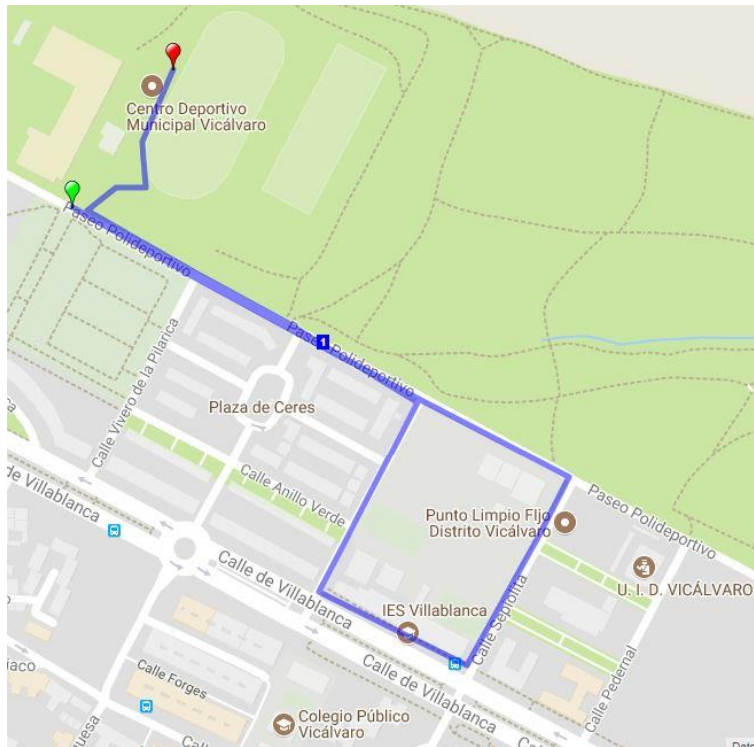 Centro Deportivo
Municipal Vicálvaro
Paseo Polideportivo
Paseo Polideportivo
1
Calle Vivero de la Pilarica
Plaza de Ceres
Calle Anillo Verde
Paseo Polideportivo
Punto Limpio FIjo
Distrito Vicálvaro
U. I. D. VICÁLVARO
de Villablanca
Calle de Villablanca
IES Villablanca
Calle Sepiolita
Calle de Villablanca
Calle Pedernal
Calle Forges
Colegio Público
Vicálvaro